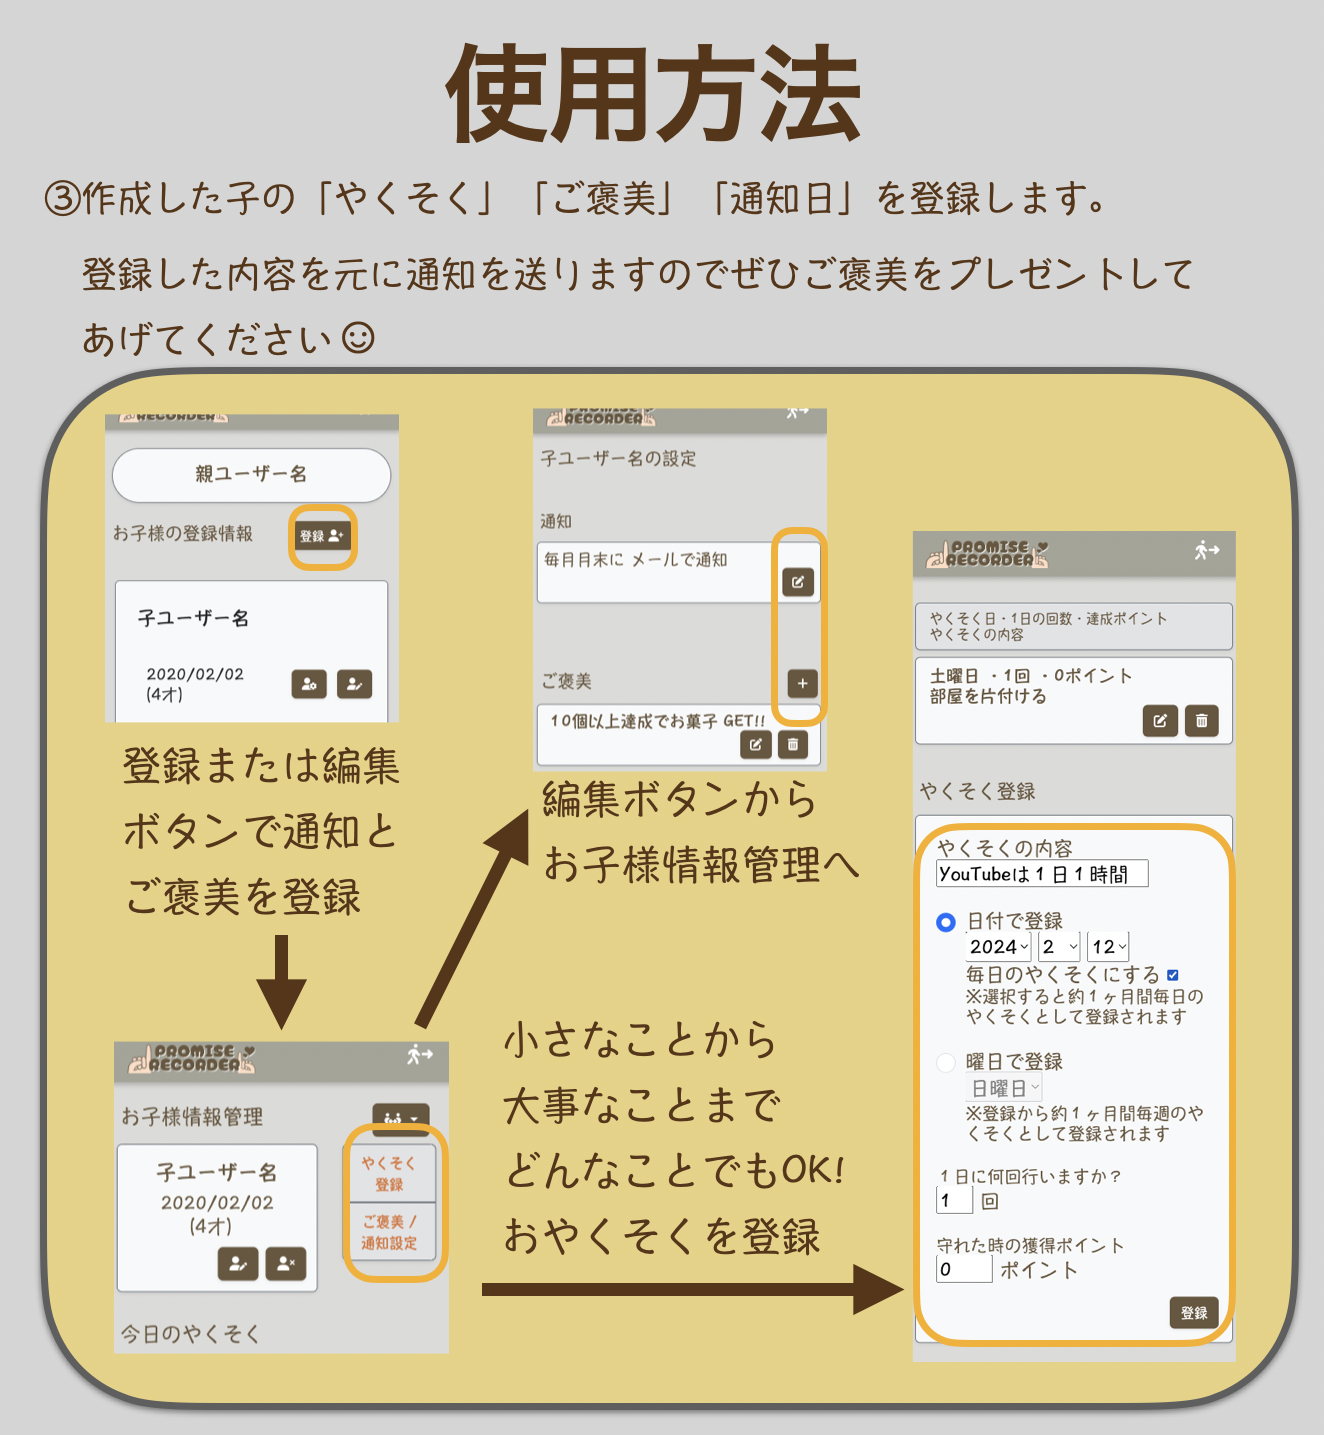 使用方法
③作成した子の「やくそく」「ご褒美」「通知日」を登録します。
登録した内容を元に通知を送りますのでぜひご褒美をプレゼントして
あげてください☺
RECORDER
親ユーザー名
お子様の登録情報
登録
子ユーザー名
2020/02/02
(4才)
登録または編集
ボタンで通知と
ご褒美を登録
PROMISE
RECORDER
子ユーザー名の設定
通知
毎月月末に メールで通知
ご褒美
+
10個以上達成でお菓子 GET!!
編集ボタンから
お子様情報管理へ
PROMISE
RECORDER
お子様情報管理
子ユーザー名
2020/02/02
(4才)
やくそく
登録
ご褒美 /
通知設定
今日のやくそく
小さなことから
大事なことまで
どんなことでもOK!
おやくそくを登録
PROMISE
RECORDER
やくそく日・1日の回数・達成ポイント
やくそくの内容
土曜日 ・1回 ・0ポイント
部屋を片付ける
やくそく登録
やくそくの内容
YouTubeは１日１時間
日付で登録
2024 2 12
毎日のやくそくにする
※選択すると約１ヶ月間毎日の
やくそくとして登録されます
曜日で登録
日曜日
※登録から約１ヶ月間毎週のや
くそくとして登録されます
１日に何回行いますか？
1 回
守れた時の獲得ポイント
0 ポイント
登録